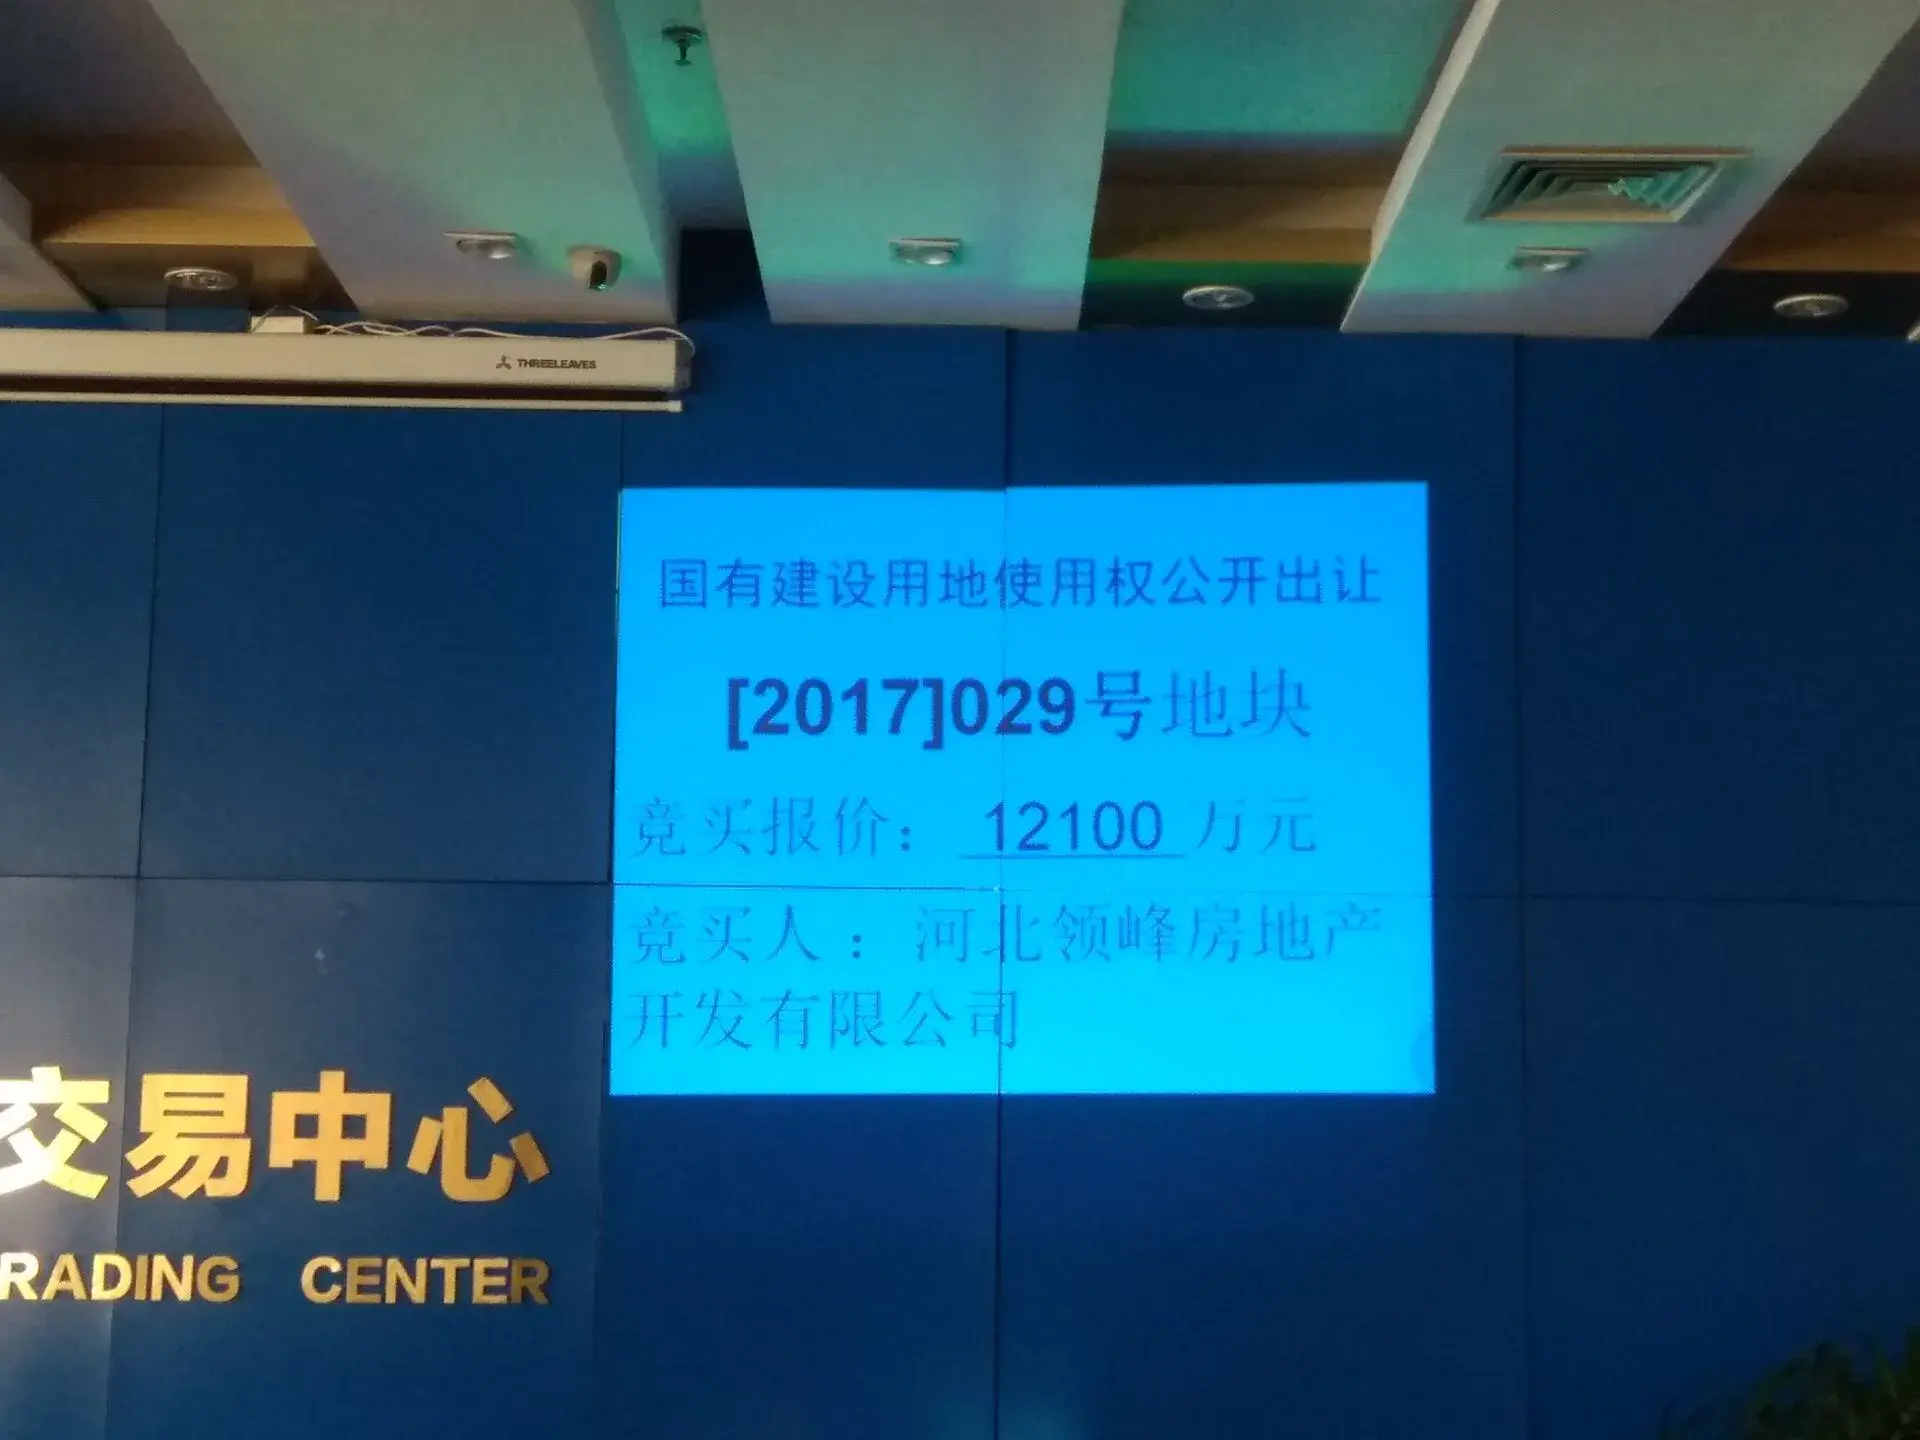 THREELEAVES
国有建设用地使用权公开出让
[2017]029号地块
竞买报价： 12100 万元
竞买人： 河北领峰房地产
开发有限公司
交易中心
RADING CENTER